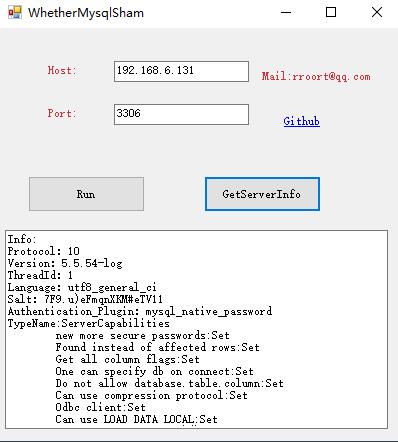 WhetherMysqlSham
Host:
192.168.6.131
Mail:rroort@qq.com
Port:
3306
Github
Run
GetServerInfo
Info:
Protocol: 10
Version: 5.5.54-log
ThreadId: 1
Language: utf8_general_ci
Salt: 7F9.u)eFmqnXKM#eTV11
Authentication_Plugin: mysql_native_password
TypeName:ServerCapabilities
new more secure passwords:Set
Found instead of affected rows:Set
Get all column flags:Set
One can specify db on connect:Set
Do not allow database.table.column:Set
Can use compression protocol:Set
Odbc client:Set
Can use LOAD DATA LOCAL:Set